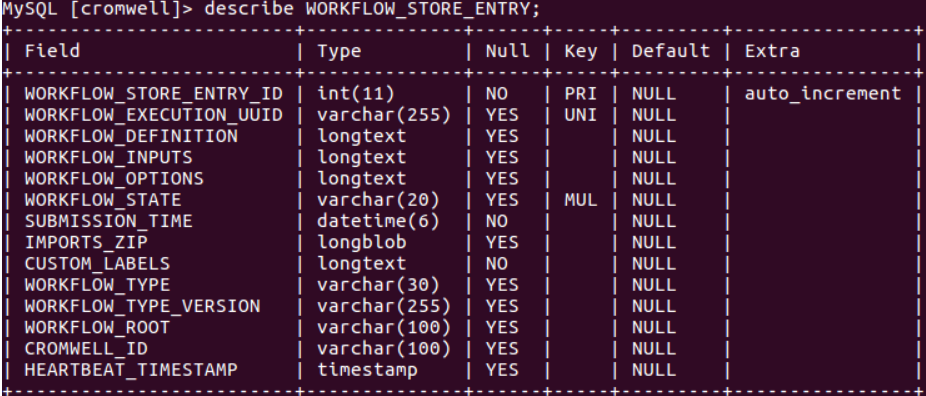 MySQL [cromwell]> describe WORKFLOW_STORE_ENTRY;
+-------------------------+--------------+------+-----+---------+----------------+
| Field                   | Type         | Null | Key | Default | Extra          |
+-------------------------+--------------+------+-----+---------+----------------+
| WORKFLOW_STORE_ENTRY_ID | int(11)      | NO   | PRI | NULL    | auto_increment |
| WORKFLOW_EXECUTION_UUID | varchar(255) | YES  | UNI | NULL    |                |
| WORKFLOW_DEFINITION     | longtext     | YES  |     | NULL    |                |
| WORKFLOW_INPUTS         | longtext     | YES  |     | NULL    |                |
| WORKFLOW_OPTIONS        | longtext     | YES  |     | NULL    |                |
| WORKFLOW_STATE          | varchar(20)  | YES  | MUL | NULL    |                |
| SUBMISSION_TIME         | datetime(6)  | NO   |     | NULL    |                |
| IMPORTS_ZIP             | longblob     | YES  |     | NULL    |                |
| CUSTOM_LABELS           | longtext     | NO   |     | NULL    |                |
| WORKFLOW_TYPE           | varchar(30)  | YES  |     | NULL    |                |
| WORKFLOW_TYPE_VERSION   | varchar(255) | YES  |     | NULL    |                |
| WORKFLOW_ROOT           | varchar(100) | YES  |     | NULL    |                |
| CROMWELL_ID             | varchar(100) | YES  |     | NULL    |                |
| HEARTBEAT_TIMESTAMP     | timestamp    | YES  |     | NULL    |                |
+-------------------------+--------------+------+-----+---------+----------------+